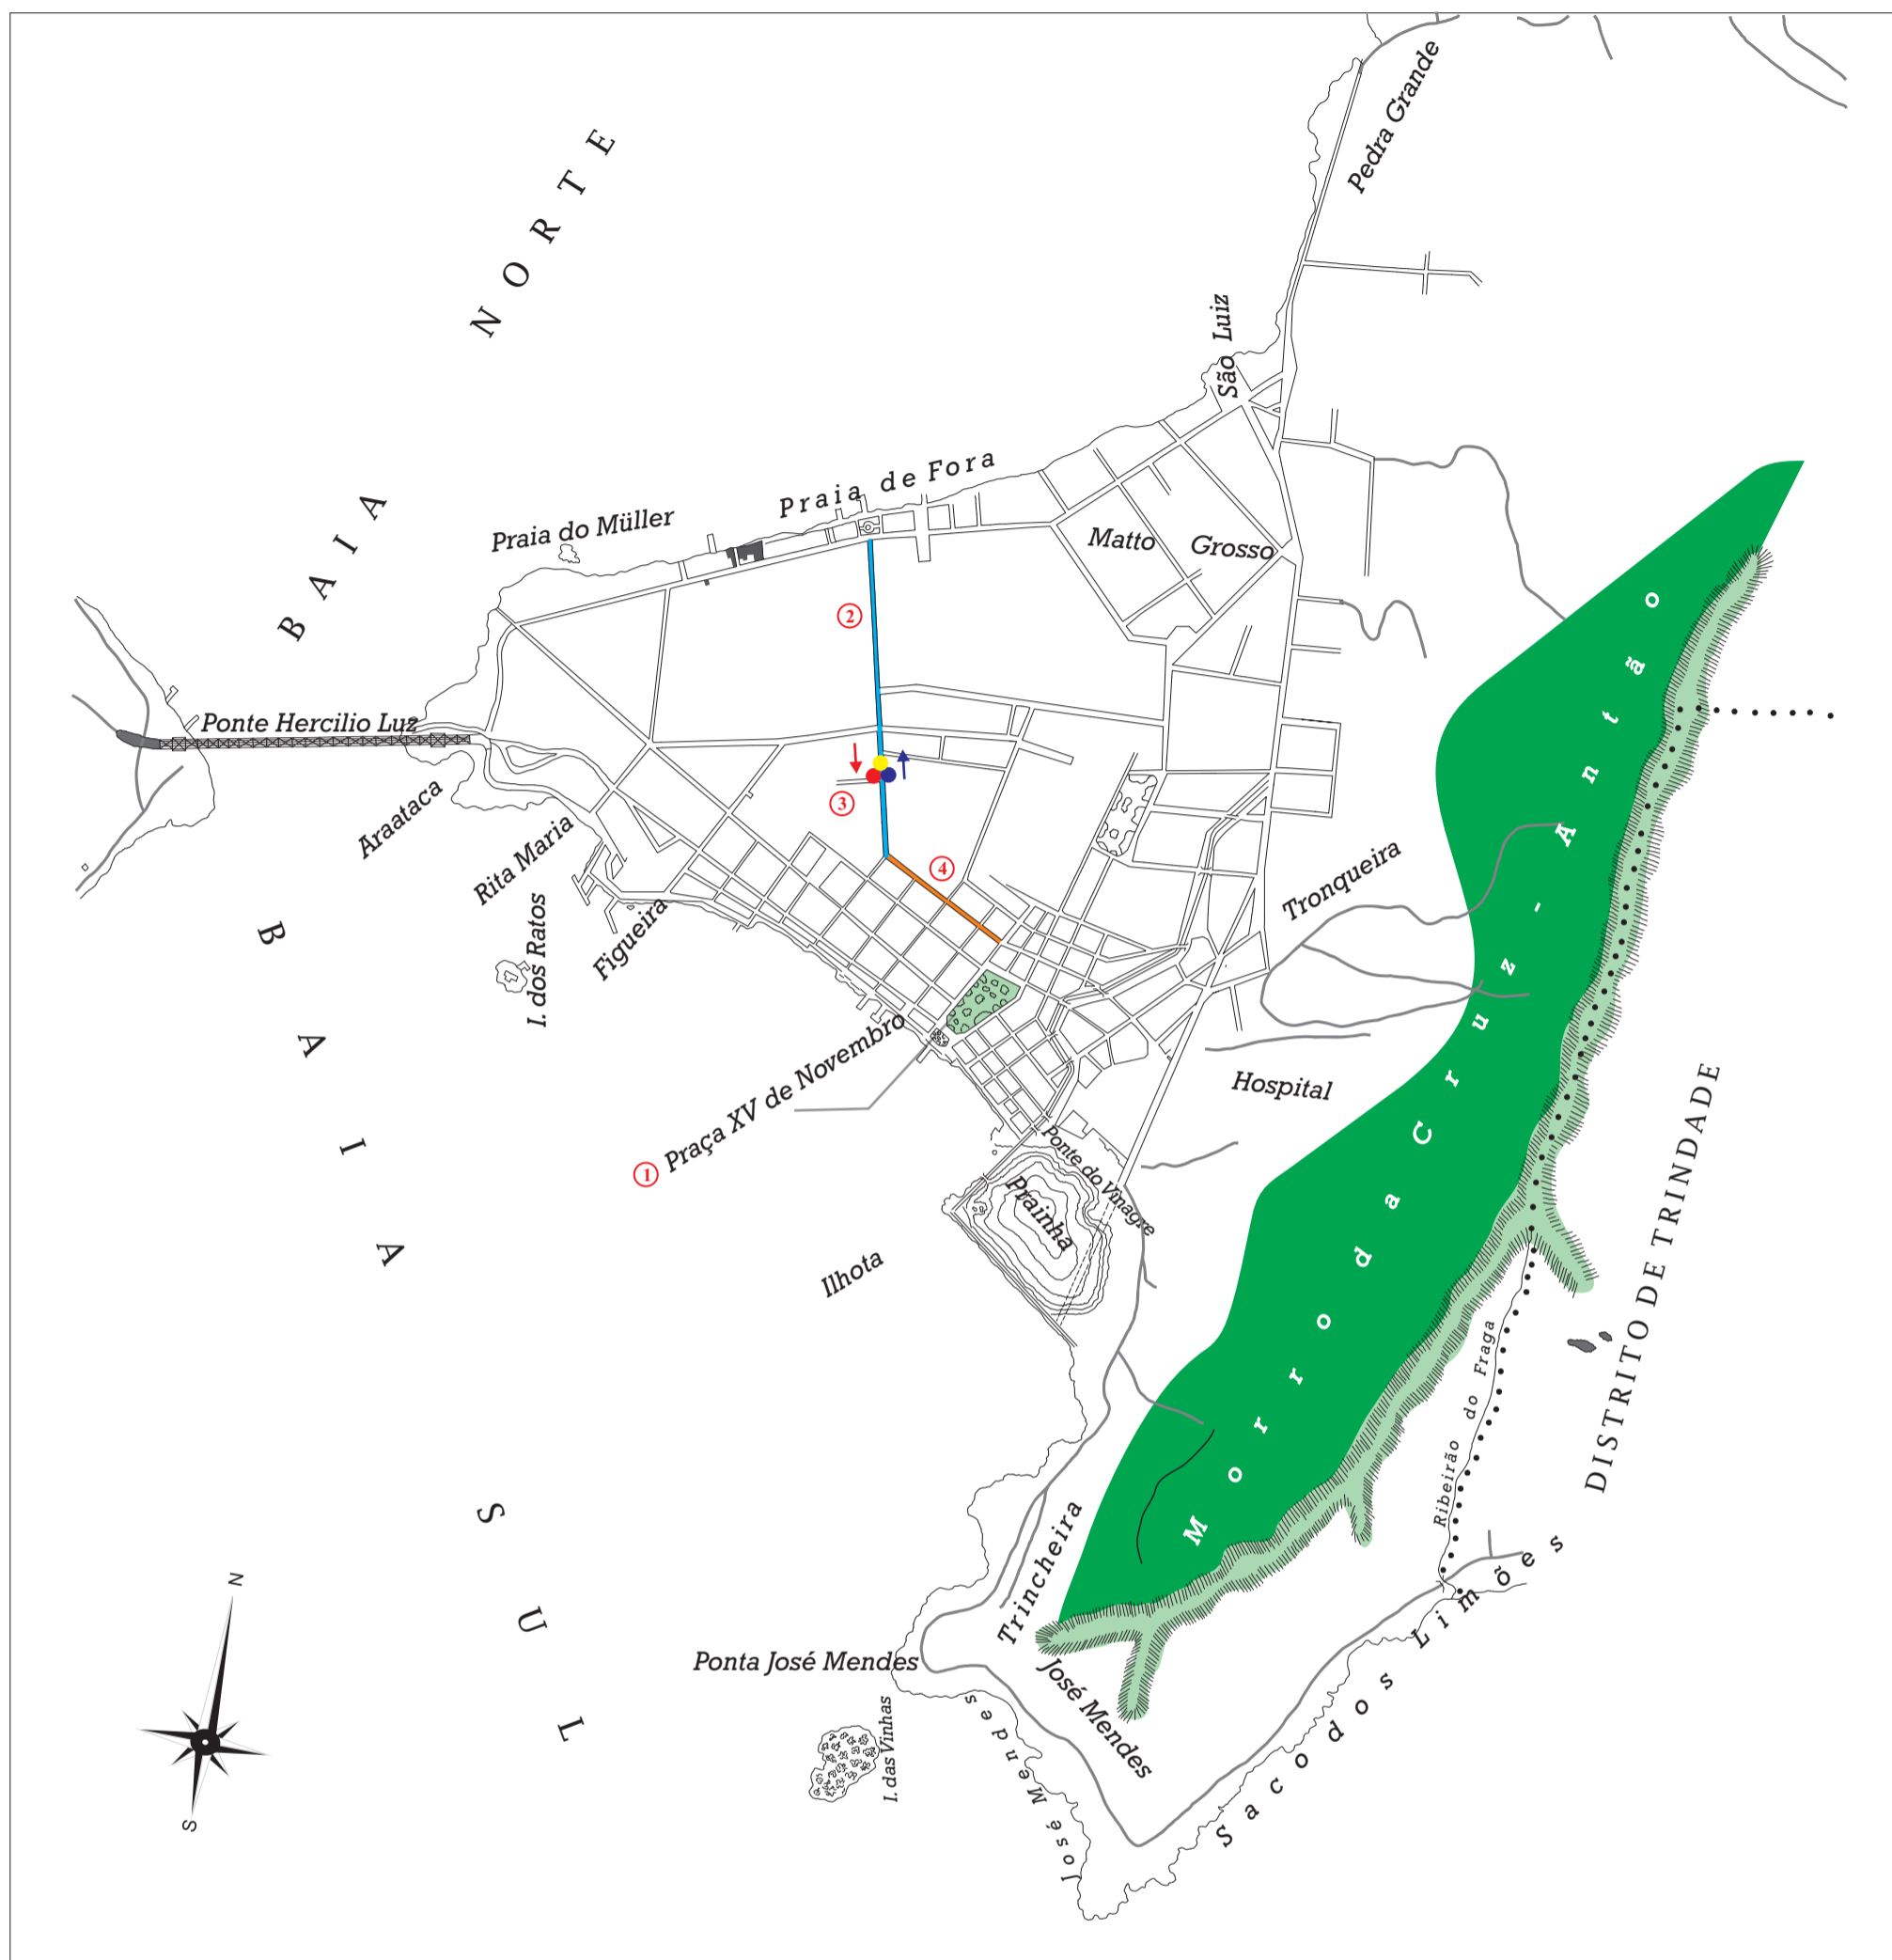 BAIA NORTE
Pedra Grande
São Luiz
Praia de Fora
Praia do Müller
Matto Grosso
2
Ponte Hercilio Luz
3
4
Araataca
Rita Maria
Figueira
I. dos Ratos
Tronqueira
Morro da Cruz - Antão
Praça XV de Novembro
1
Hospital
Ponte do Vinagre
Prainha
Ilhota
BAIA SUL
DISTRITO DE TRINDADE
Ribeirão do Fraga
Trincheira
Ponta José Mendes
José Mendes
José Mendes
I. das Vinhas
Saco dos Limões
N
S